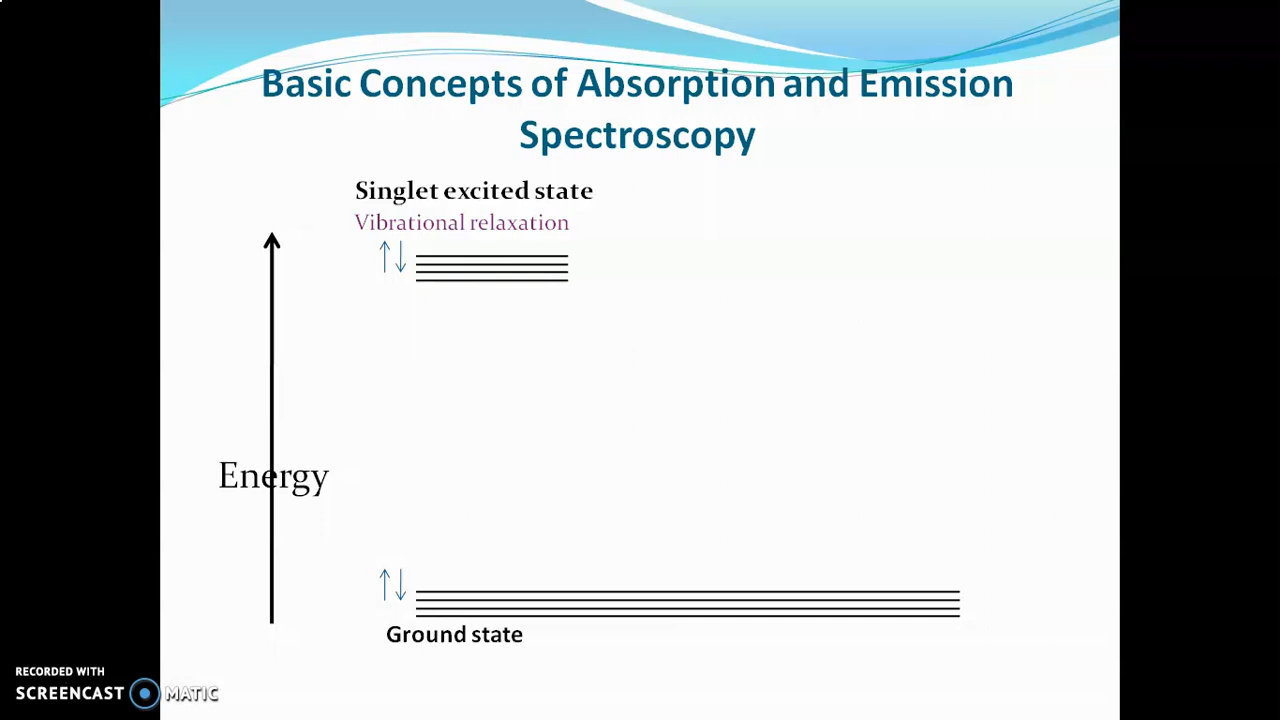 Basic Concepts of Absorption and Emission
Spectroscopy
Singlet excited state
Vibrational relaxation
Energy
Ground state
RECORDED WITH
SCREENCAST MATIC